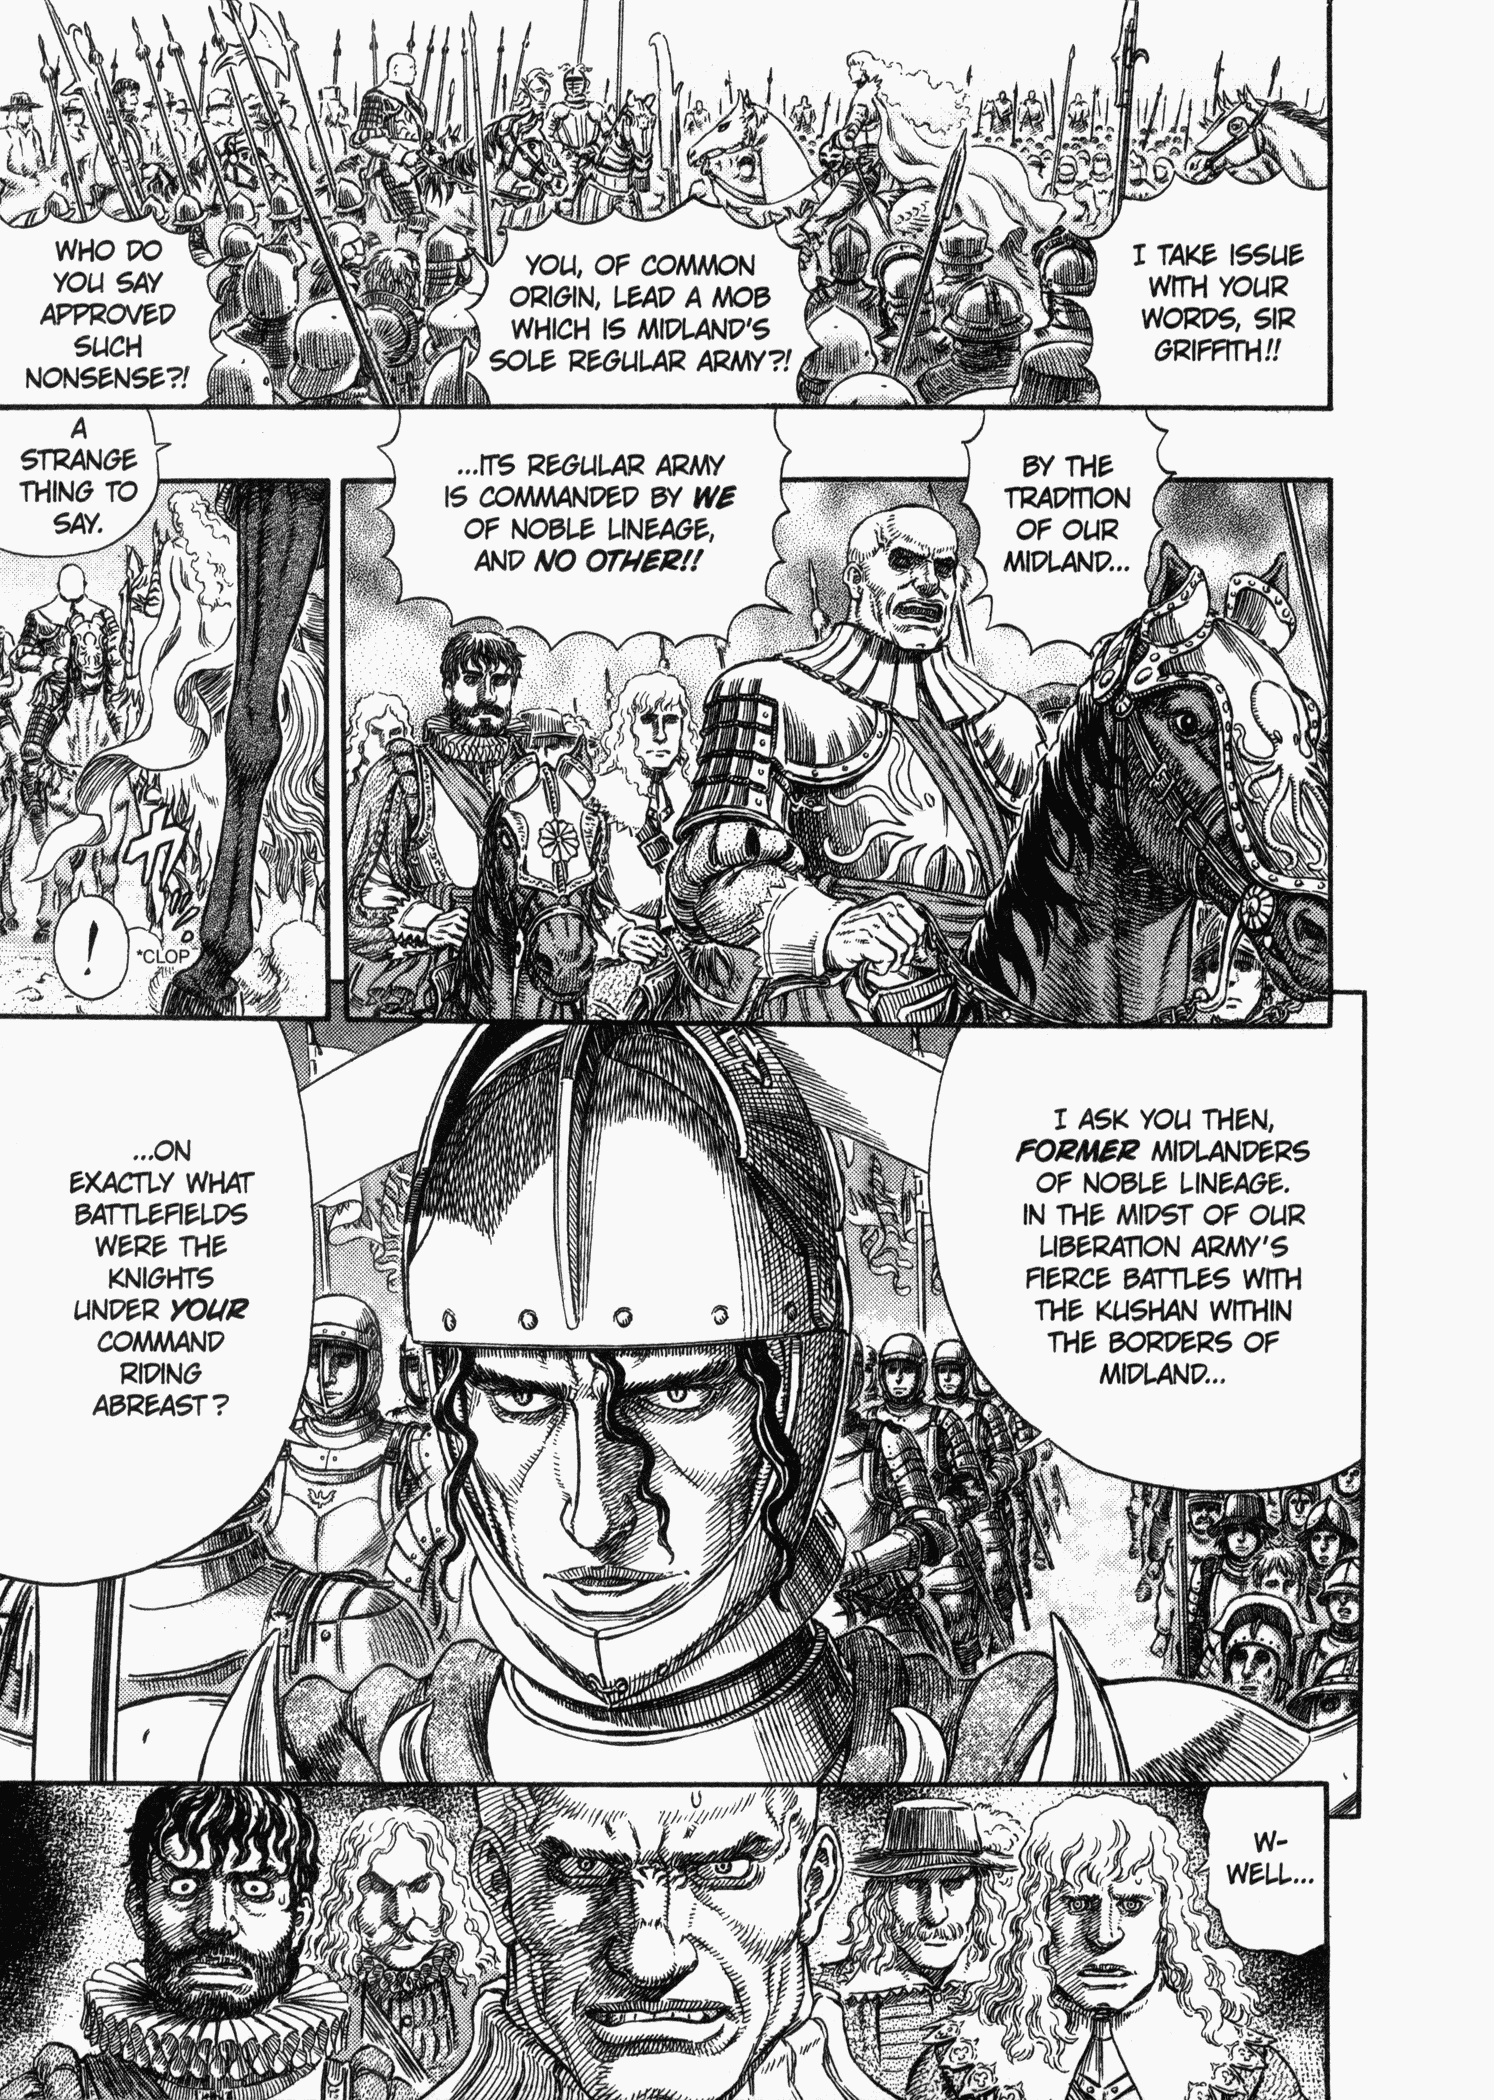 I TAKE ISSUE
WITH YOUR
WORDS, SIR
GRIFFITH!!
YOU, OF COMMON
ORIGIN, LEAD A MOB
WHICH IS MIDLAND'S
SOLE REGULAR ARMY?!
WHO DO
YOU SAY
APPROVED
SUCH
NONSENSE?!
BY THE
TRADITION
OF OUR
MIDLAND...
...ITS REGULAR ARMY
IS COMMANDED BY WE
OF NOBLE LINEAGE,
AND NO OTHER!!
A
STRANGE
THING TO
SAY.
カッ
!
*CLOP
I ASK YOU THEN,
FORMER MIDLANDERS
OF NOBLE LINEAGE.
IN THE MIDST OF OUR
LIBERATION ARMY'S
FIERCE BATTLES WITH
THE KUSHAN WITHIN
THE BORDERS OF
MIDLAND...
...ON
EXACTLY WHAT
BATTLEFIELDS
WERE THE
KNIGHTS
UNDER YOUR
COMMAND
RIDING
ABREAST?
W-
WELL...